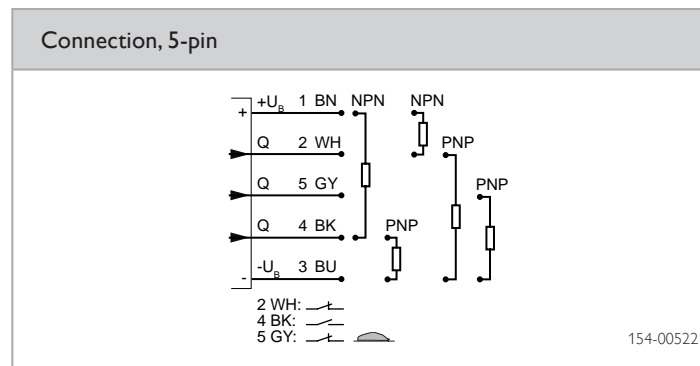 Connection, 5-pin
+U_B 1 BN NPN NPN
+
Q 2 WH PNP
Q 5 GY PNP
Q 4 BK PNP
-U_B 3 BU
-
2 WH:
4 BK:
5 GY:
154-00522